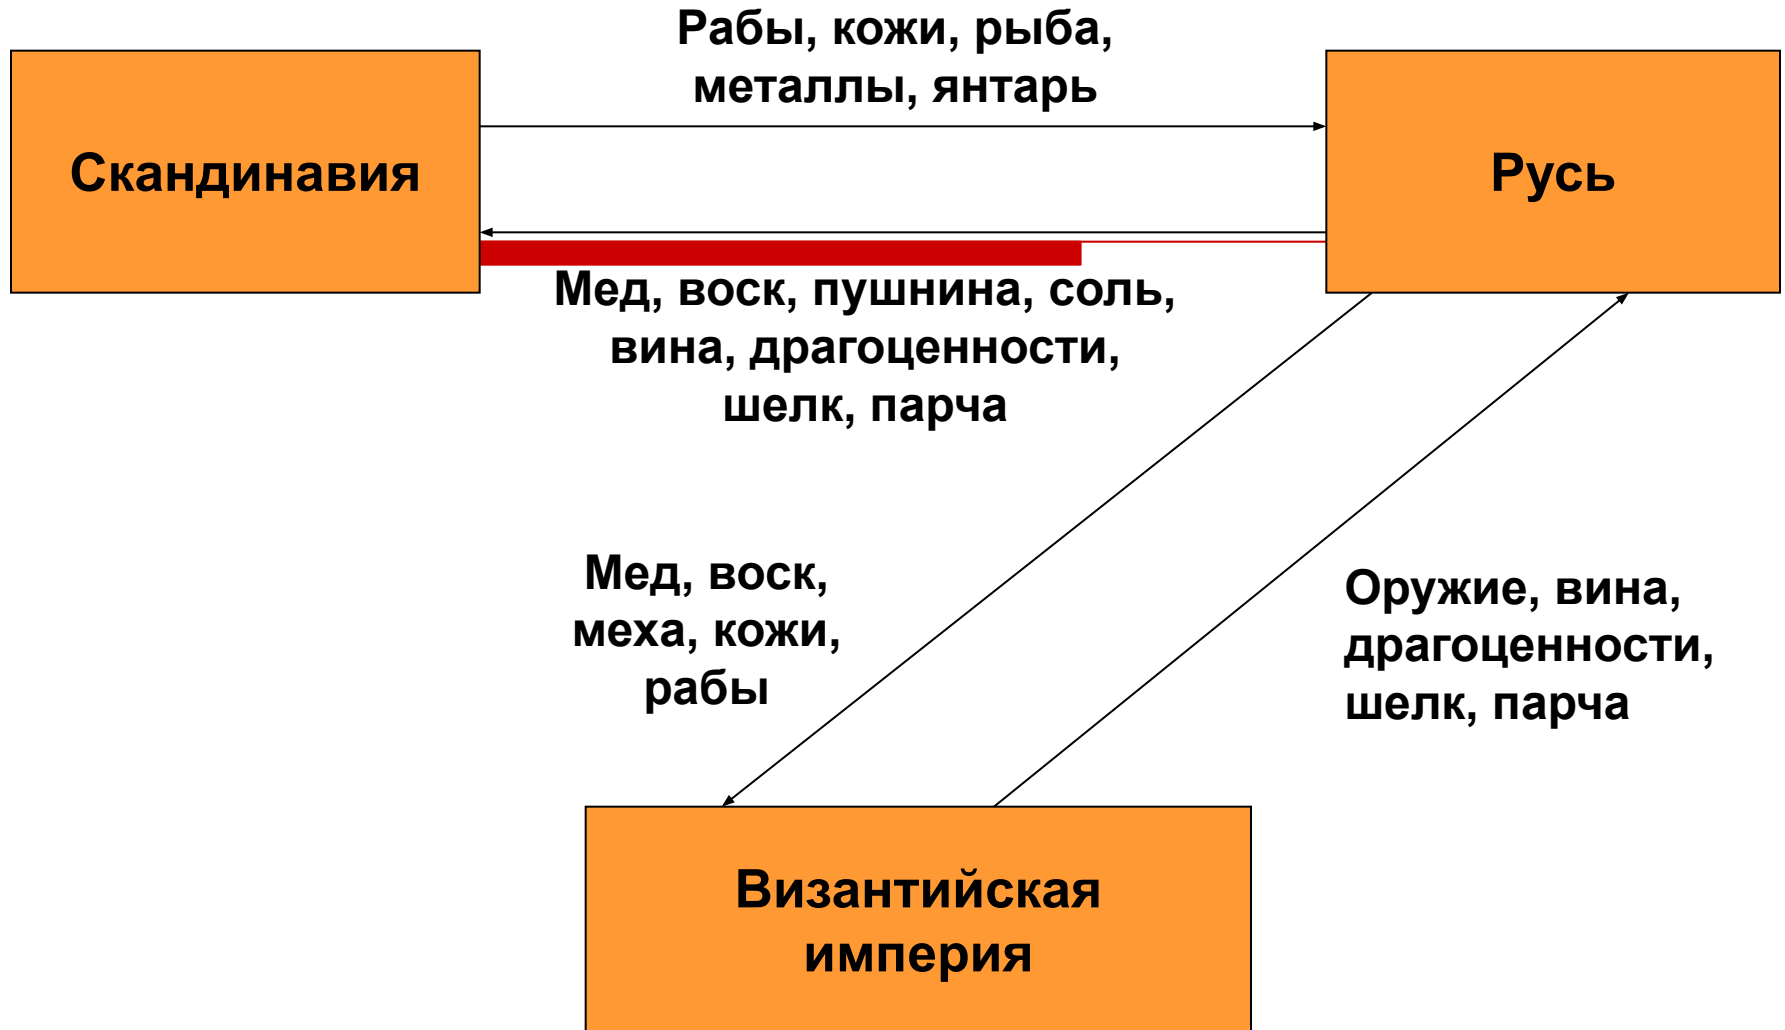 Рабы, кожи, рыба,
металлы, янтарь
Скандинавия
Русь
Мед, воск, пушнина, соль,
вина, драгоценности,
шелк, парча
Мед, воск,
меха, кожи,
рабы
Оружие, вина,
драгоценности,
шелк, парча
Византийская
империя